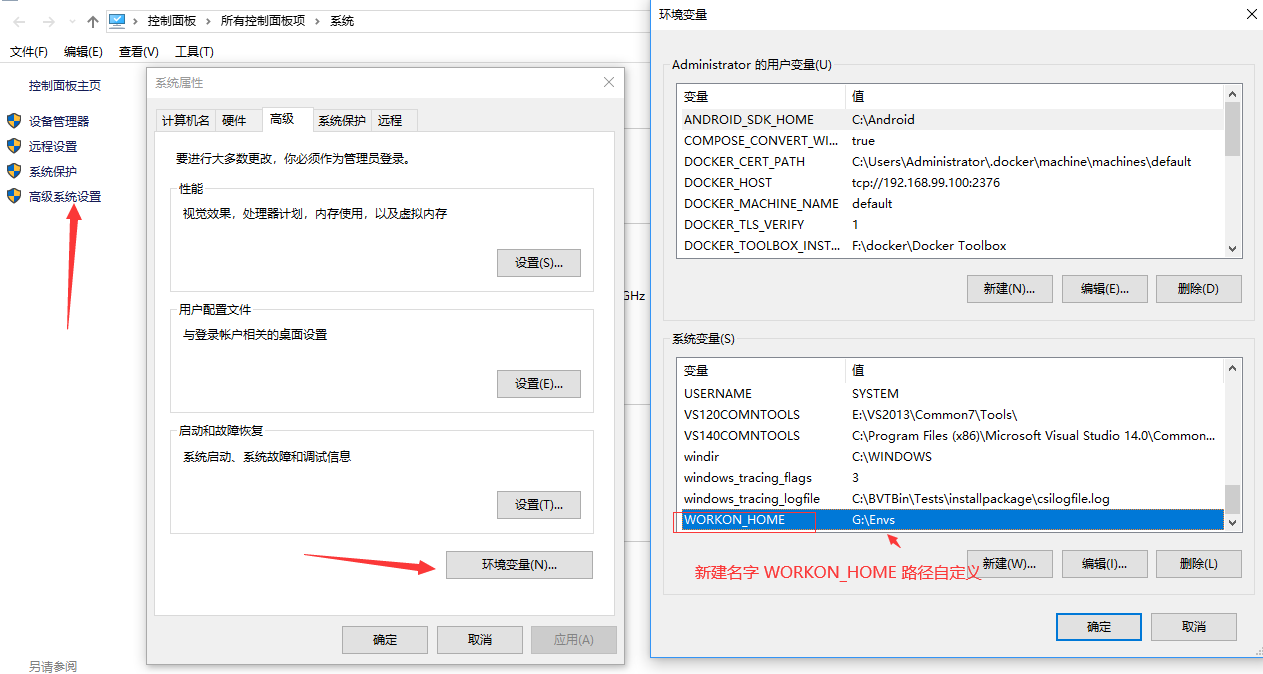 控制面板 › 所有控制面板项 › 系统
文件(F) 编辑(E) 查看(V) 工具(T)
控制面板主页
设备管理器
远程设置
系统保护
高级系统设置
另请参阅
GHz
系统属性
计算机名 硬件 高级 系统保护 远程
要进行大多数更改，你必须作为管理员登录。
性能
视觉效果，处理器计划，内存使用，以及虚拟内存
设置(S)...
用户配置文件
与登录帐户相关的桌面设置
设置(E)...
启动和故障恢复
系统启动、系统故障和调试信息
设置(T)...
环境变量(N)...
确定 取消 应用(A)
环境变量
Administrator 的用户变量(U)
变量 值
ANDROID_SDK_HOME C:\Android
COMPOSE_CONVERT_WI... true
DOCKER_CERT_PATH C:\Users\Administrator\.docker\machine\machines\default
DOCKER_HOST tcp://192.168.99.100:2376
DOCKER_MACHINE_NAME default
DOCKER_TLS_VERIFY 1
DOCKER_TOOLBOX_INST... F:\docker\Docker Toolbox
新建(N)... 编辑(E)... 删除(D)
系统变量(S)
变量 值
USERNAME SYSTEM
VS120COMNTOOLS E:\VS2013\Common7\Tools\
VS140COMNTOOLS C:\Program Files (x86)\Microsoft Visual Studio 14.0\Common...
windir C:\WINDOWS
windows_tracing_flags 3
windows_tracing_logfile C:\BVTBin\Tests\installpackage\csilogfile.log
WORKON_HOME G:\Envs
新建(W)... 编辑(I)... 删除(L)
新建名字 WORKON_HOME 路径自定义
确定 取消